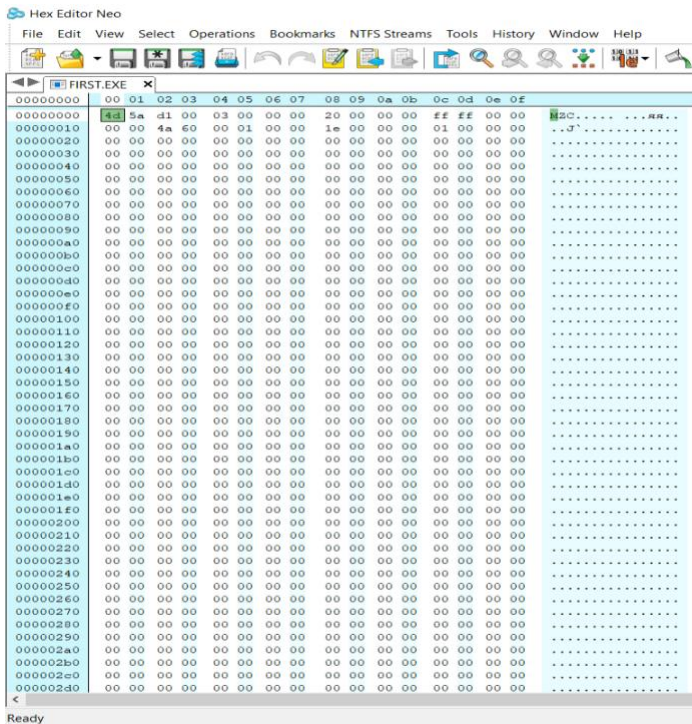 Hex Editor Neo
File Edit View Select Operations Bookmarks NTFS Streams Tools History Window Help
FIRST.EXE x
00000000 00 01 02 03 04 05 06 07 08 09 0a 0b 0c 0d 0e 0f
00000000 4d 5a d1 00 03 00 00 00 20 00 00 00 ff ff 00 00 MZС..... ...яя..
00000010 00 00 4a 60 00 01 00 00 1e 00 00 00 01 00 00 00 ..J`............
00000020 00 00 00 00 00 00 00 00 00 00 00 00 00 00 00 00 ................
00000030 00 00 00 00 00 00 00 00 00 00 00 00 00 00 00 00 ................
00000040 00 00 00 00 00 00 00 00 00 00 00 00 00 00 00 00 ................
00000050 00 00 00 00 00 00 00 00 00 00 00 00 00 00 00 00 ................
00000060 00 00 00 00 00 00 00 00 00 00 00 00 00 00 00 00 ................
00000070 00 00 00 00 00 00 00 00 00 00 00 00 00 00 00 00 ................
00000080 00 00 00 00 00 00 00 00 00 00 00 00 00 00 00 00 ................
00000090 00 00 00 00 00 00 00 00 00 00 00 00 00 00 00 00 ................
000000a0 00 00 00 00 00 00 00 00 00 00 00 00 00 00 00 00 ................
000000b0 00 00 00 00 00 00 00 00 00 00 00 00 00 00 00 00 ................
000000c0 00 00 00 00 00 00 00 00 00 00 00 00 00 00 00 00 ................
000000d0 00 00 00 00 00 00 00 00 00 00 00 00 00 00 00 00 ................
000000e0 00 00 00 00 00 00 00 00 00 00 00 00 00 00 00 00 ................
000000f0 00 00 00 00 00 00 00 00 00 00 00 00 00 00 00 00 ................
00000100 00 00 00 00 00 00 00 00 00 00 00 00 00 00 00 00 ................
00000110 00 00 00 00 00 00 00 00 00 00 00 00 00 00 00 00 ................
00000120 00 00 00 00 00 00 00 00 00 00 00 00 00 00 00 00 ................
00000130 00 00 00 00 00 00 00 00 00 00 00 00 00 00 00 00 ................
00000140 00 00 00 00 00 00 00 00 00 00 00 00 00 00 00 00 ................
00000150 00 00 00 00 00 00 00 00 00 00 00 00 00 00 00 00 ................
00000160 00 00 00 00 00 00 00 00 00 00 00 00 00 00 00 00 ................
00000170 00 00 00 00 00 00 00 00 00 00 00 00 00 00 00 00 ................
00000180 00 00 00 00 00 00 00 00 00 00 00 00 00 00 00 00 ................
00000190 00 00 00 00 00 00 00 00 00 00 00 00 00 00 00 00 ................
000001a0 00 00 00 00 00 00 00 00 00 00 00 00 00 00 00 00 ................
000001b0 00 00 00 00 00 00 00 00 00 00 00 00 00 00 00 00 ................
000001c0 00 00 00 00 00 00 00 00 00 00 00 00 00 00 00 00 ................
000001d0 00 00 00 00 00 00 00 00 00 00 00 00 00 00 00 00 ................
000001e0 00 00 00 00 00 00 00 00 00 00 00 00 00 00 00 00 ................
000001f0 00 00 00 00 00 00 00 00 00 00 00 00 00 00 00 00 ................
00000200 00 00 00 00 00 00 00 00 00 00 00 00 00 00 00 00 ................
00000210 00 00 00 00 00 00 00 00 00 00 00 00 00 00 00 00 ................
00000220 00 00 00 00 00 00 00 00 00 00 00 00 00 00 00 00 ................
00000230 00 00 00 00 00 00 00 00 00 00 00 00 00 00 00 00 ................
00000240 00 00 00 00 00 00 00 00 00 00 00 00 00 00 00 00 ................
00000250 00 00 00 00 00 00 00 00 00 00 00 00 00 00 00 00 ................
00000260 00 00 00 00 00 00 00 00 00 00 00 00 00 00 00 00 ................
00000270 00 00 00 00 00 00 00 00 00 00 00 00 00 00 00 00 ................
00000280 00 00 00 00 00 00 00 00 00 00 00 00 00 00 00 00 ................
00000290 00 00 00 00 00 00 00 00 00 00 00 00 00 00 00 00 ................
000002a0 00 00 00 00 00 00 00 00 00 00 00 00 00 00 00 00 ................
000002b0 00 00 00 00 00 00 00 00 00 00 00 00 00 00 00 00 ................
000002c0 00 00 00 00 00 00 00 00 00 00 00 00 00 00 00 00 ................
000002d0 00 00 00 00 00 00 00 00 00 00 00 00 00 00 00 00 ................
Ready